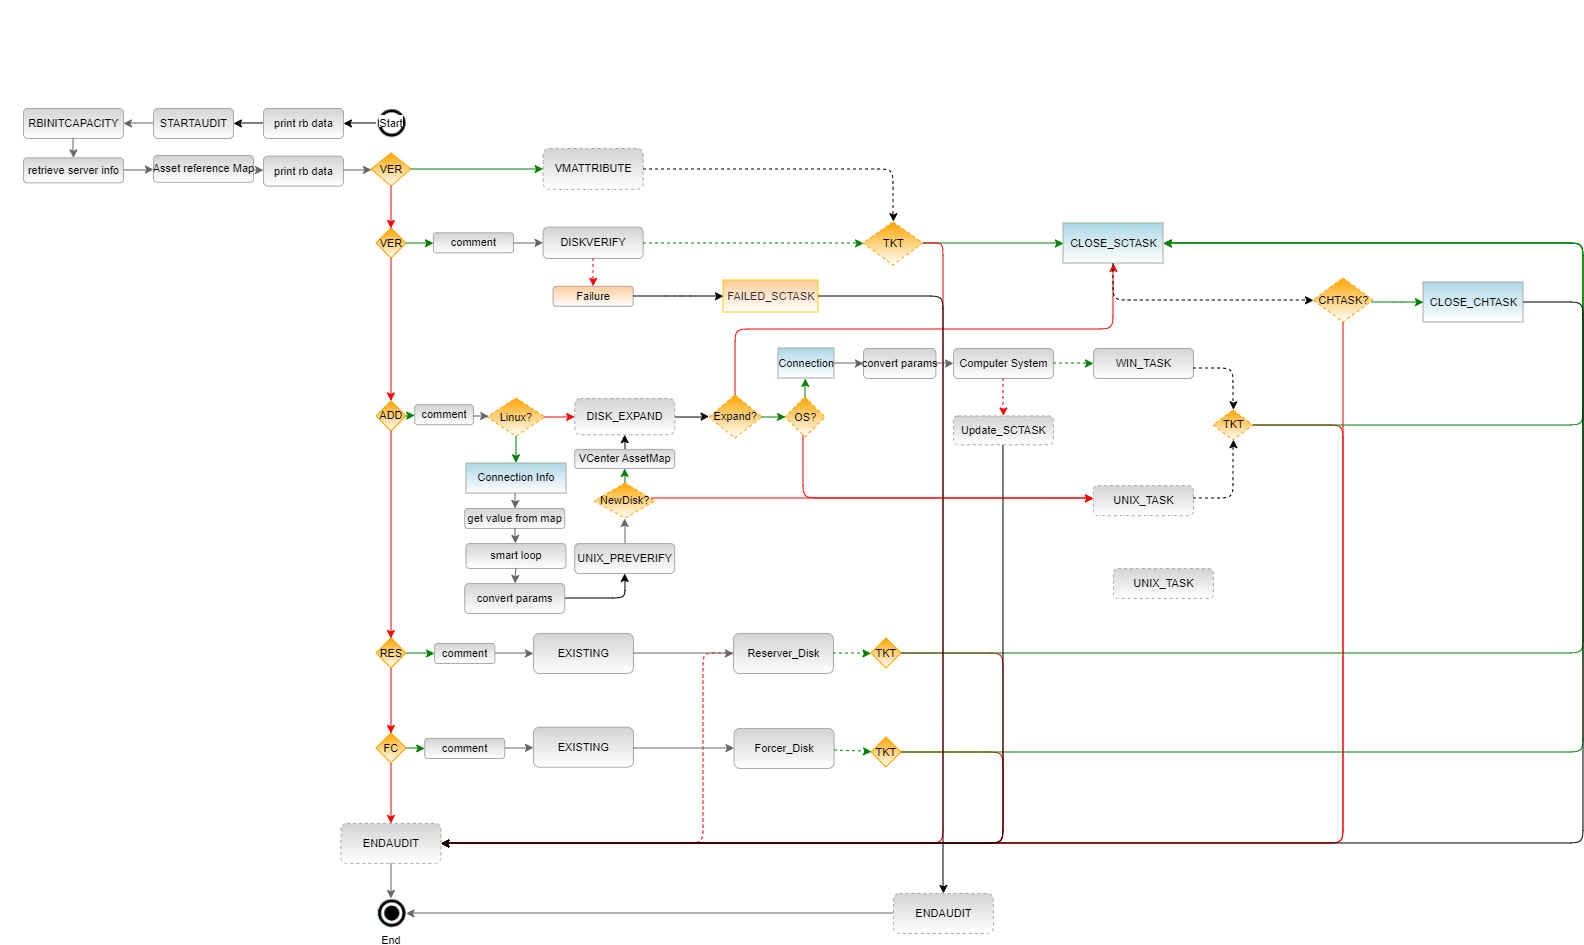 RBINITCAPACITY
STARTAUDIT
print rb data
Start
retrieve server info
Asset reference Map
print rb data
VER
VMATTRIBUTE
VER
comment
DISKVERIFY
TKT
CLOSE_SCTASK
Failure
FAILED_SCTASK
CHTASK?
CLOSE_CHTASK
Connection
convert params
Computer System
WIN_TASK
ADD
comment
Linux?
DISK_EXPAND
Expand?
OS?
Update_SCTASK
TKT
VCenter AssetMap
Connection Info
NewDisk?
UNIX_TASK
get value from map
smart loop
UNIX_PREVERIFY
UNIX_TASK
convert params
RES
comment
EXISTING
Reserver_Disk
TKT
FC
comment
EXISTING
Forcer_Disk
TKT
ENDAUDIT
ENDAUDIT
End